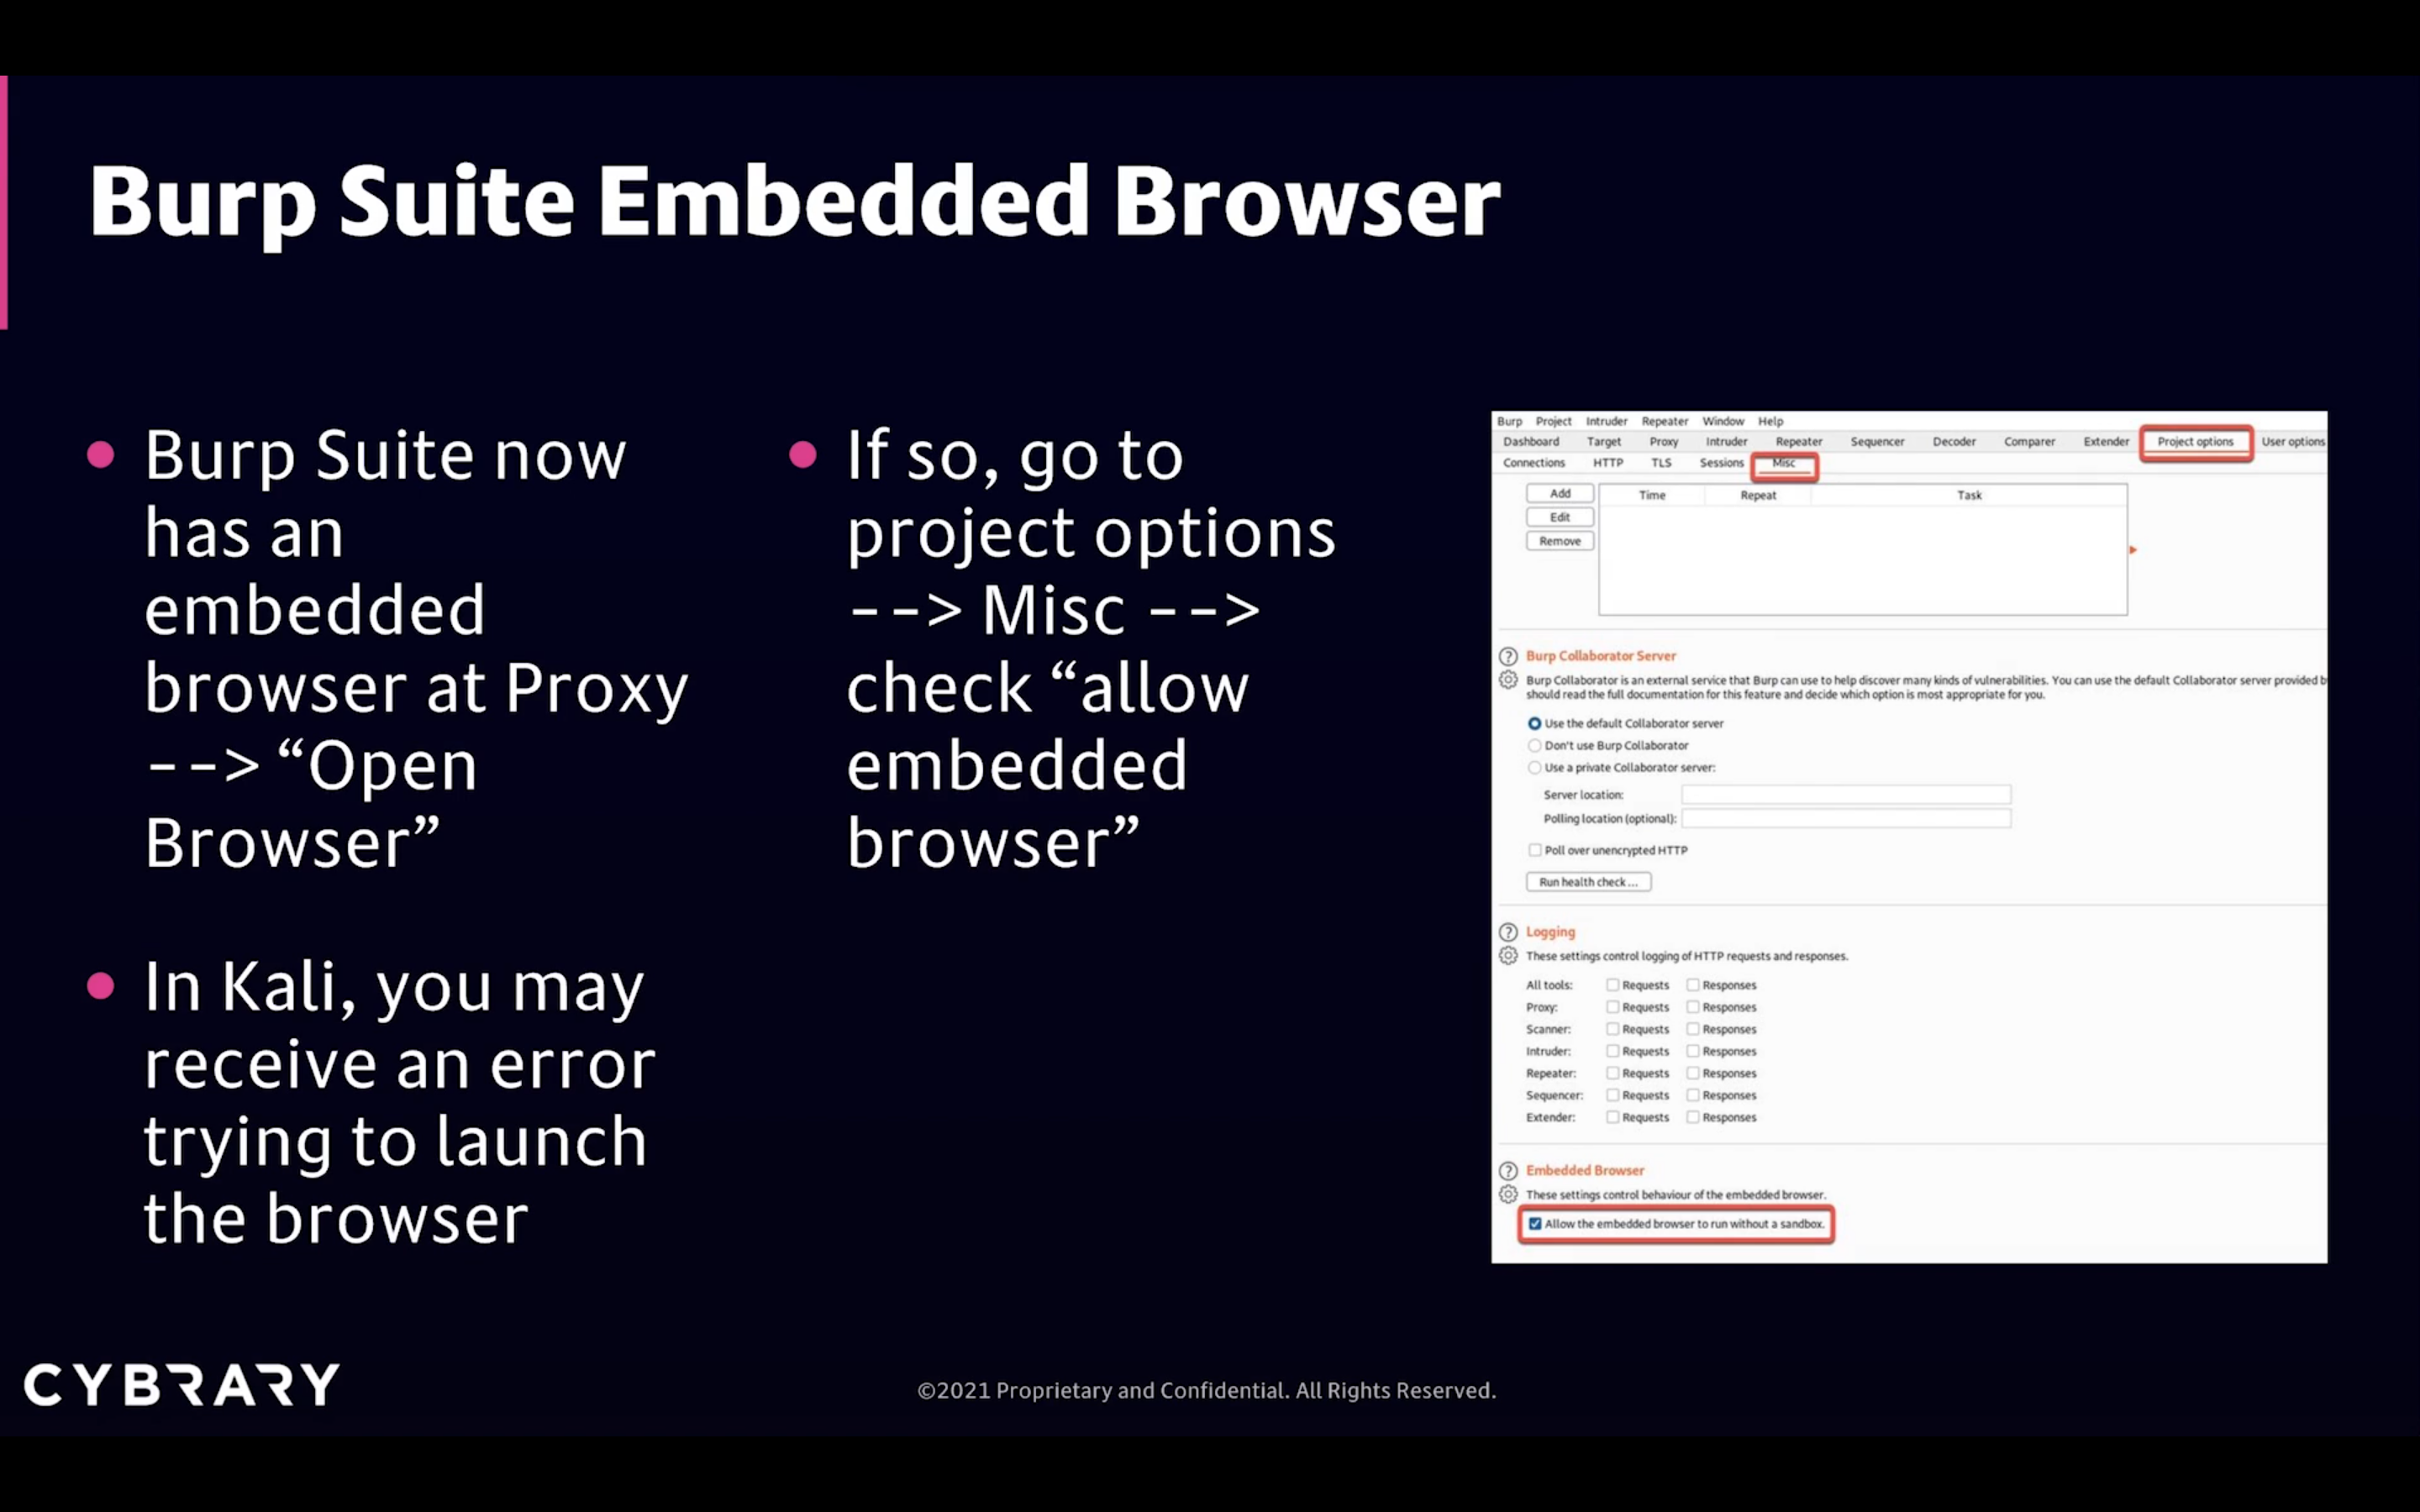 Burp Suite Embedded Browser
Burp Suite now
has an
embedded
browser at Proxy
--> “Open
Browser”
In Kali, you may
receive an error
trying to launch
the browser
If so, go to
project options
--> Misc -->
check “allow
embedded
browser”
Burp Project Intruder Repeater Window Help
Dashboard Target Proxy Intruder Repeater Sequencer Decoder Comparer Extender Project options User options
Connections HTTP TLS Sessions Misc
Add Time Repeat Task
Edit
Remove
Burp Collaborator Server
Burp Collaborator is an external service that Burp can use to help discover many kinds of vulnerabilities. You can use the default Collaborator server provided b
should read the full documentation for this feature and decide which option is most appropriate for you.
Use the default Collaborator server
Don't use Burp Collaborator
Use a private Collaborator server:
Server location:
Polling location (optional):
Poll over unencrypted HTTP
Run health check ...
Logging
These settings control logging of HTTP requests and responses.
All tools: Requests Responses
Proxy: Requests Responses
Scanner: Requests Responses
Intruder: Requests Responses
Repeater: Requests Responses
Sequencer: Requests Responses
Extender: Requests Responses
Embedded Browser
These settings control behaviour of the embedded browser.
Allow the embedded browser to run without a sandbox.
CYBRARY
©2021 Proprietary and Confidential. All Rights Reserved.